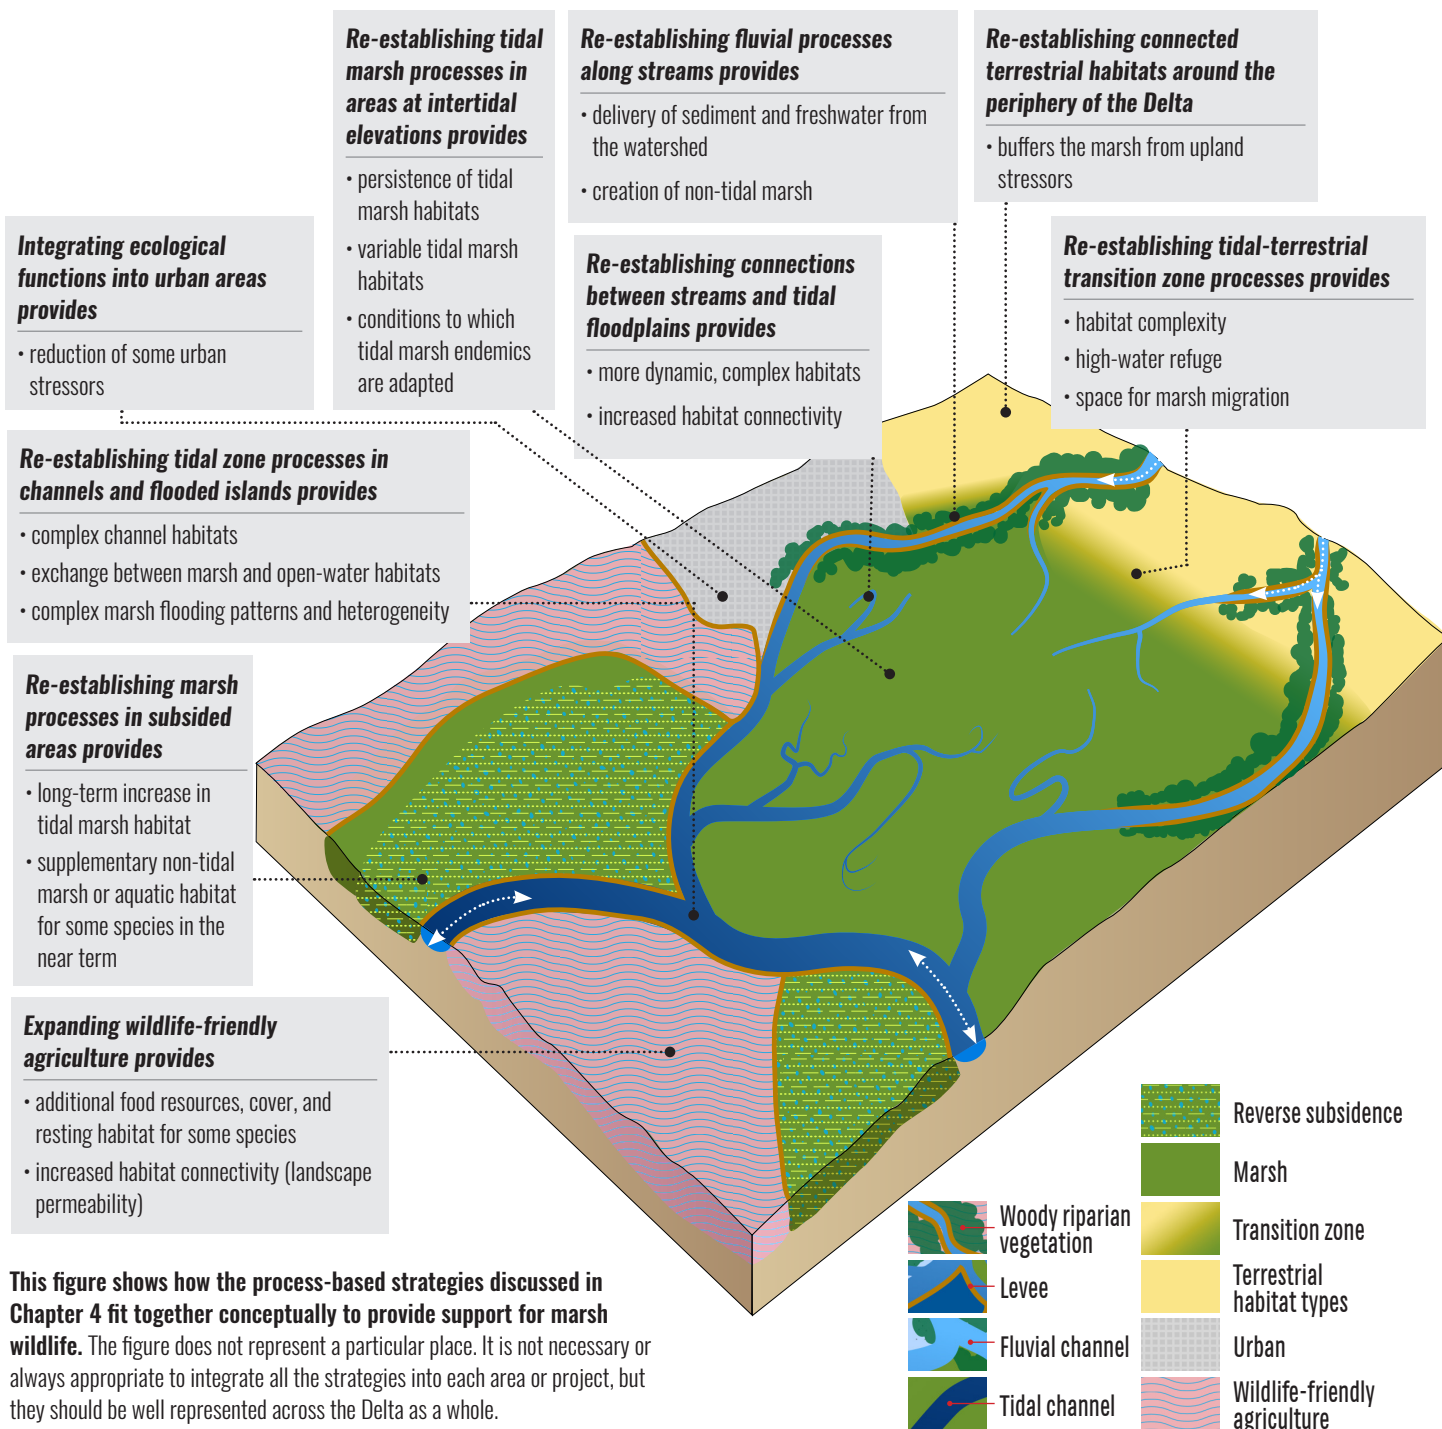 Re-establishing tidal
marsh processes in
areas at intertidal
elevations provides
• persistence of tidal
marsh habitats
• variable tidal marsh
habitats
• conditions to which
tidal marsh endemics
are adapted
Re-establishing fluvial processes
along streams provides
• delivery of sediment and freshwater from
the watershed
• creation of non-tidal marsh
Re-establishing connected
terrestrial habitats around the
periphery of the Delta
• buffers the marsh from upland
stressors
Integrating ecological
functions into urban areas
provides
• reduction of some urban
stressors
Re-establishing connections
between streams and tidal
floodplains provides
• more dynamic, complex habitats
• increased habitat connectivity
Re-establishing tidal-terrestrial
transition zone processes provides
• habitat complexity
• high-water refuge
• space for marsh migration
Re-establishing tidal zone processes in
channels and flooded islands provides
• complex channel habitats
• exchange between marsh and open-water habitats
• complex marsh flooding patterns and heterogeneity
Re-establishing marsh
processes in subsided
areas provides
• long-term increase in
tidal marsh habitat
• supplementary non-tidal
marsh or aquatic habitat
for some species in the
near term
Expanding wildlife-friendly
agriculture provides
• additional food resources, cover, and
resting habitat for some species
• increased habitat connectivity (landscape
permeability)
This figure shows how the process-based strategies discussed in
Chapter 4 fit together conceptually to provide support for marsh
wildlife. The figure does not represent a particular place. It is not necessary or
always appropriate to integrate all the strategies into each area or project, but
they should be well represented across the Delta as a whole.
Woody riparian
vegetation
Levee
Fluvial channel
Tidal channel
Reverse subsidence
Marsh
Transition zone
Terrestrial
habitat types
Urban
Wildlife-friendly
agriculture